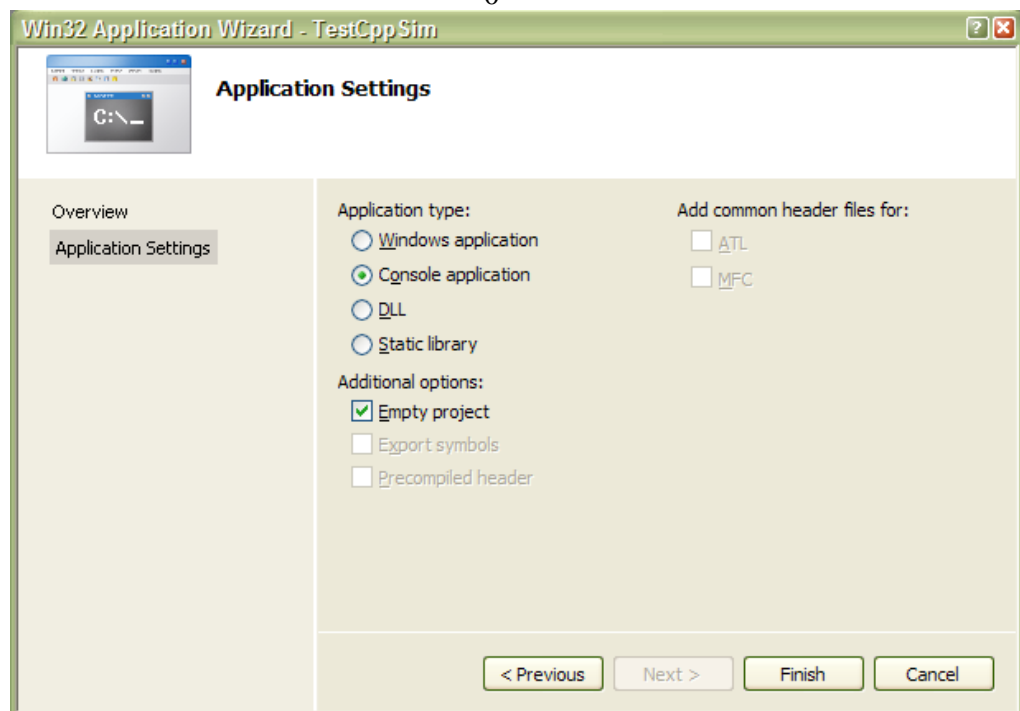 Win32 Application Wizard - TestCppSim
C:\_
Application Settings
Overview
Application Settings
Application type:
Windows application
Console application
DLL
Static library
Additional options:
Empty project
Export symbols
Precompiled header
Add common header files for:
ATL
MFC
< Previous
Next >
Finish
Cancel